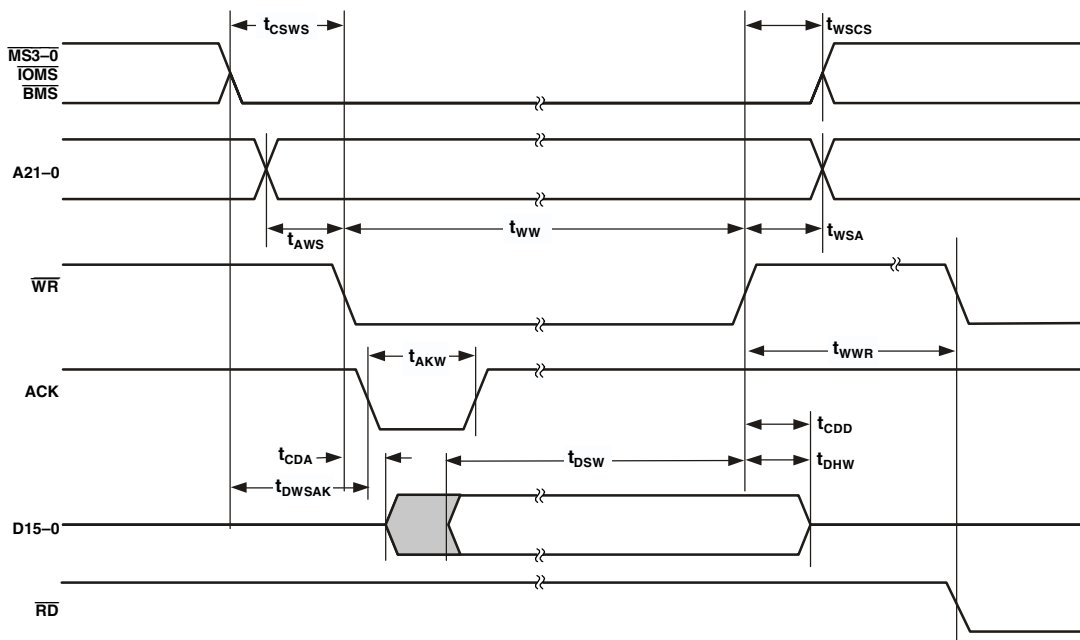 tCSWS
tWSCS
MS3–0
IOMS
BMS
A21–0
tAWS
tWW
tWSA
WR
tAKW
tWWR
ACK
tCDD
tCDA
tDSW
tDHW
tDWSAK
D15–0
RD